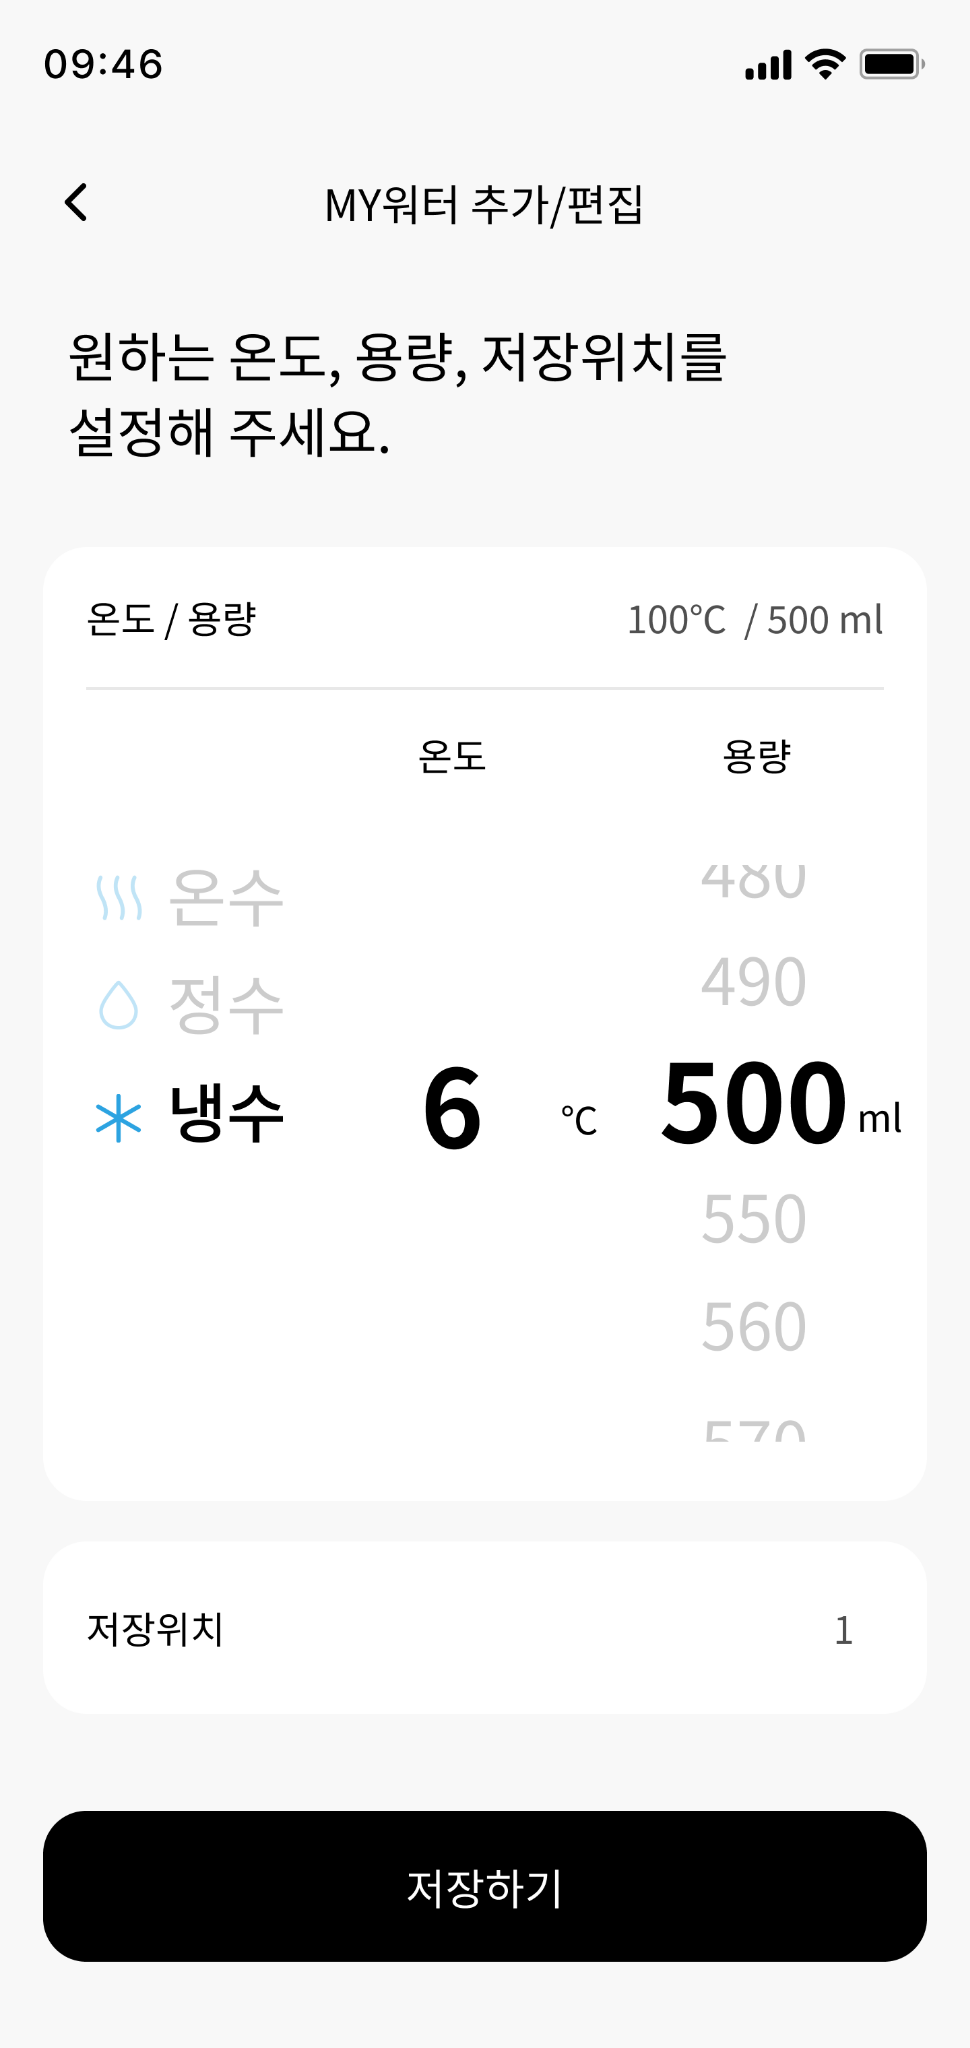 09:46
MY워터 추가/편집
원하는 온도, 용량, 저장위치를
설정해 주세요.
온도 / 용량 100°C / 500 ml
온도 용량
480
온수
490
정수
냉수 6 °C 500 ml
550
560
570
저장위치 1
저장하기